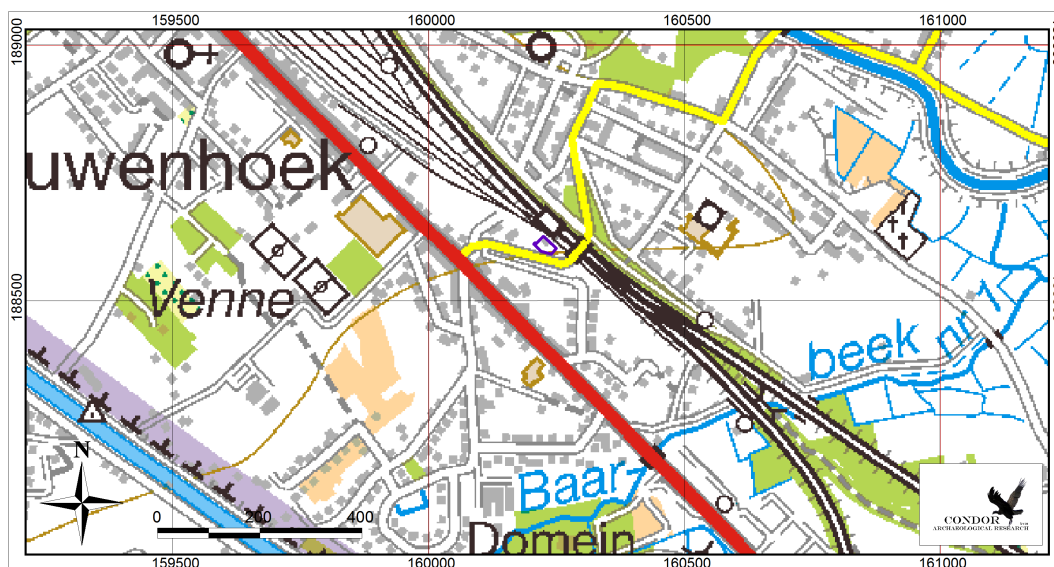 159500 160000 160500 161000
189000
uwenhoek
Venne
188500
beek nr
N
0 200 400
Baar
Domein
CONDOR
ARCHAEOLOGICAL RESEARCH
159500 160000 160500 161000